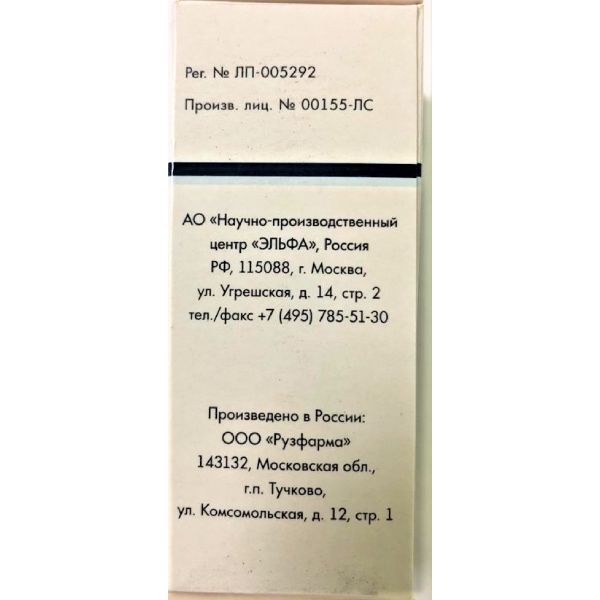 Рег. № ЛП-005292
Произв. лиц. № 00155-ЛС
АО «Научно-производственный
центр «ЭЛЬФА», Россия
РФ, 115088, г. Москва,
ул. Угрешская, д. 14, стр. 2
тел./факс +7 (495) 785-51-30
Произведено в России:
ООО «Рузфарма»
143132, Московская обл.,
г.п. Тучково,
ул. Комсомольская, д. 12, стр. 1